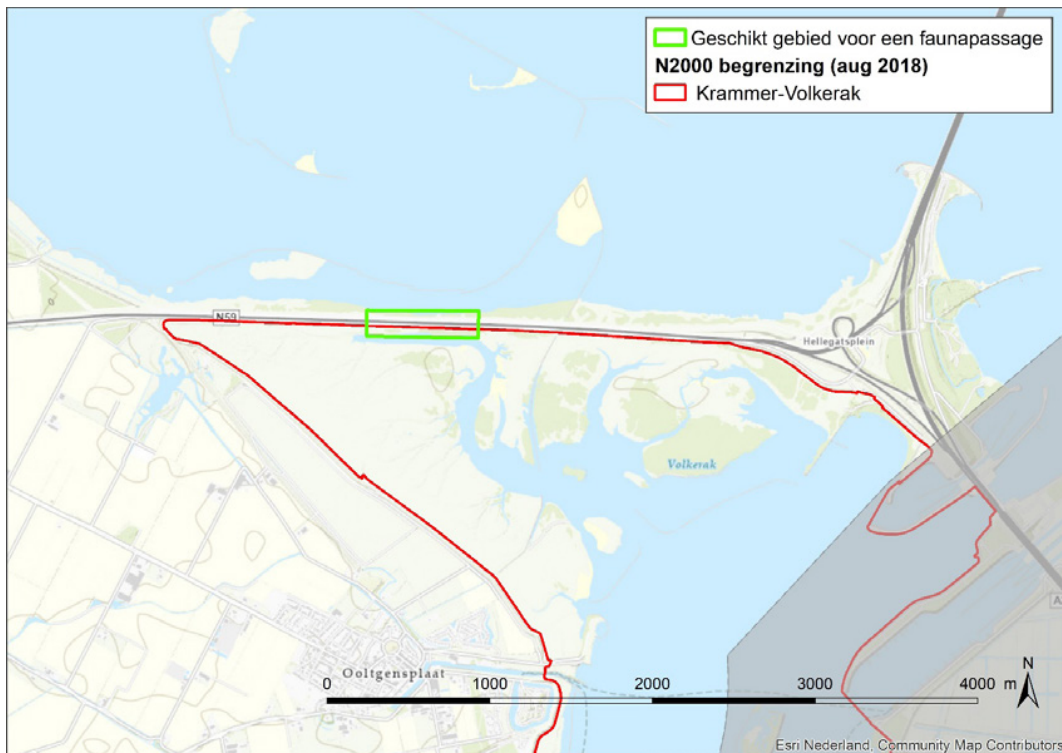 Geschikt gebied voor een faunapassage
N2000 begrenzing (aug 2018)
Krammer-Volkerak
N59
Hellegatsplein
Volkerak
A
Ooltgensplaat
N
0 1000 2000 3000 4000 m
Esri Nederland, Community Map Contributor